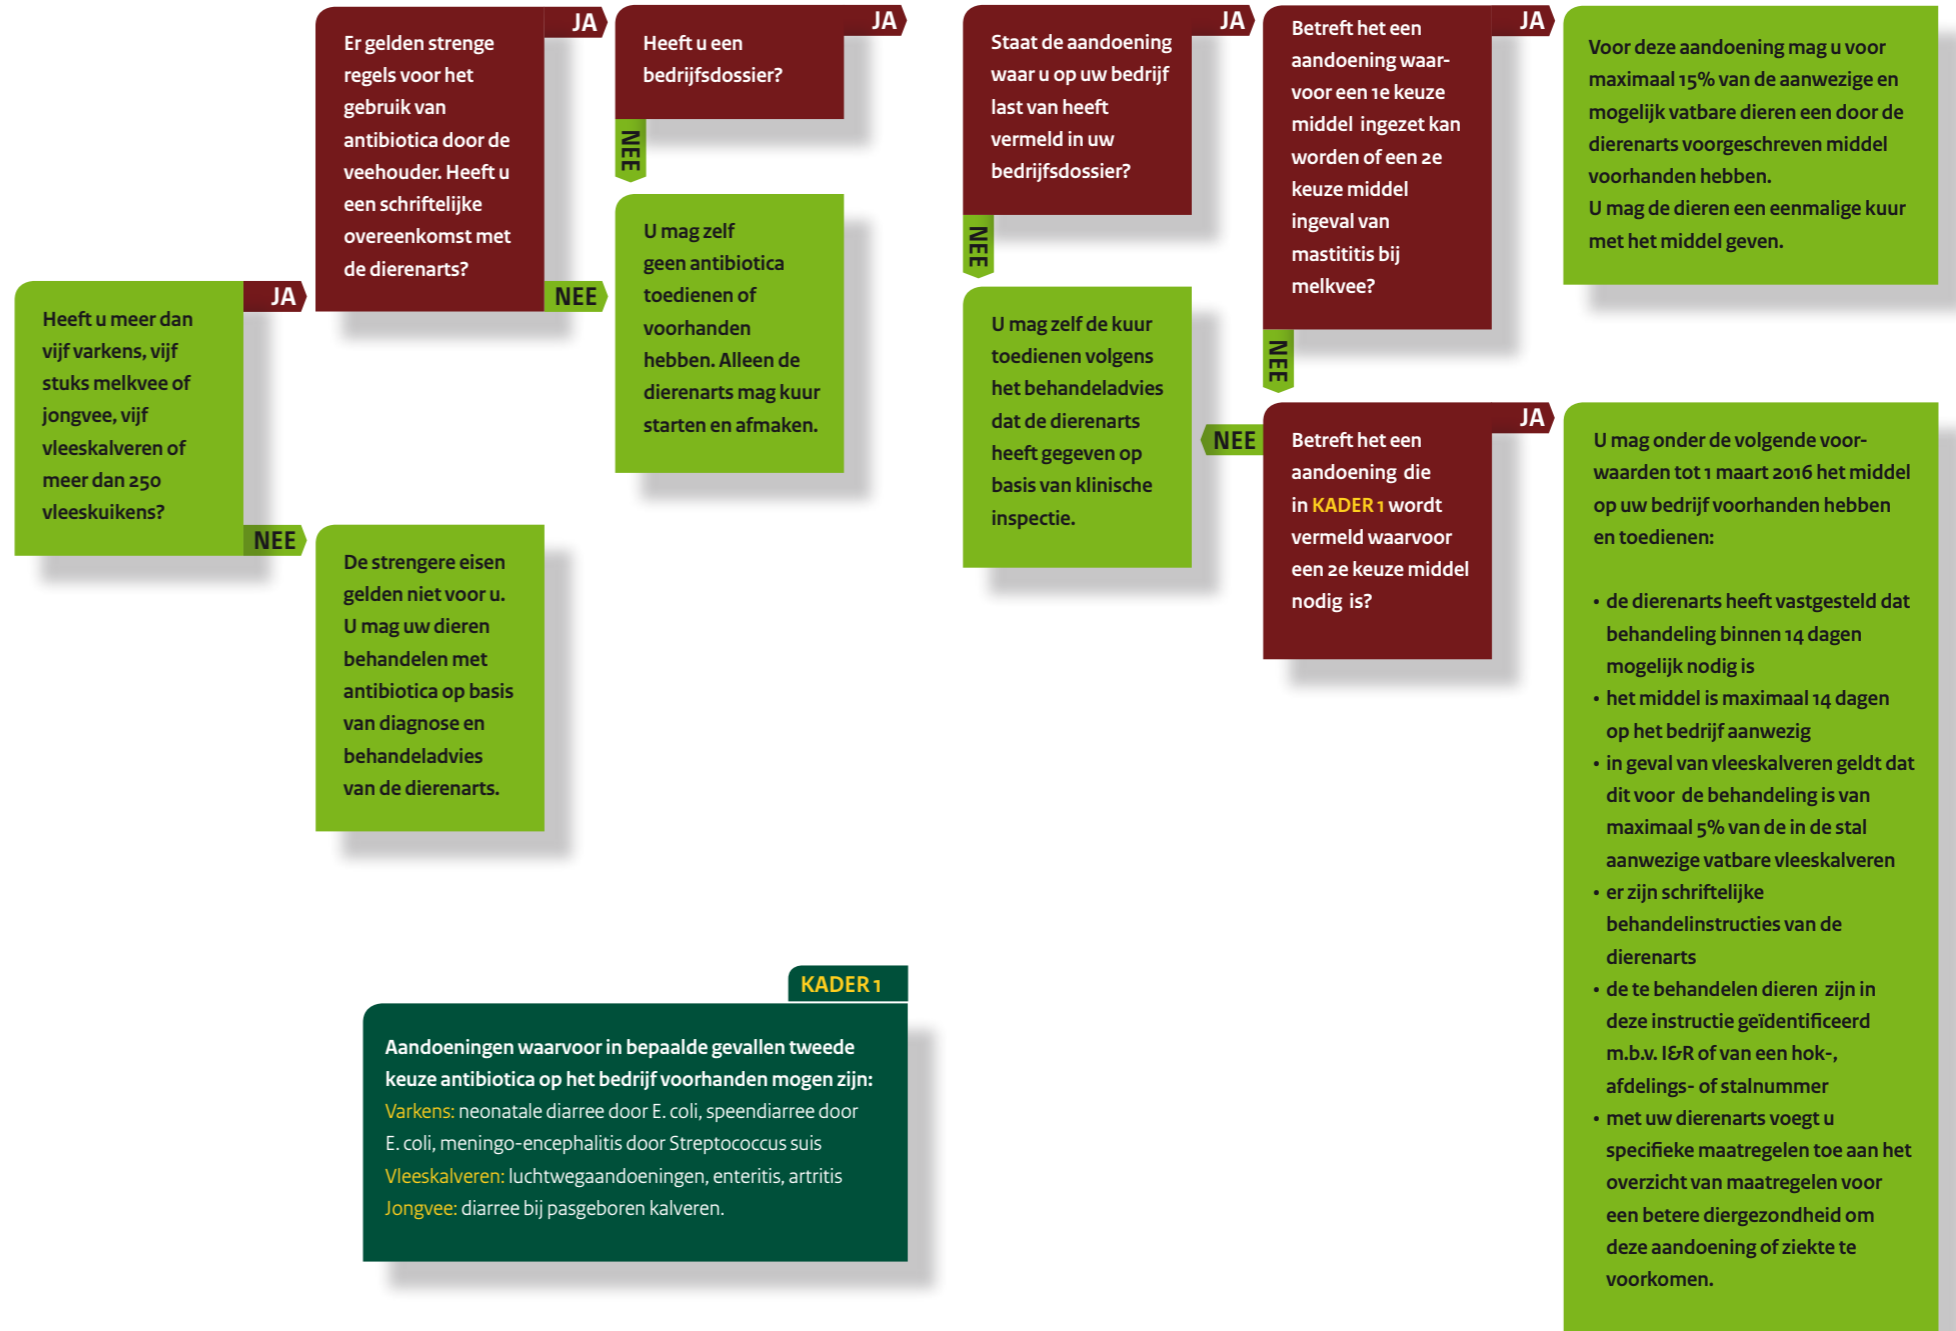 Heeft u meer dan
vijf varkens, vijf
stuks melkvee of
jongvee, vijf
vleeskalveren of
meer dan 250
vleeskuikens?
JA
NEE
Er gelden strenge
regels voor het
gebruik van
antibiotica door de
veehouder. Heeft u
een schriftelijke
overeenkomst met
de dierenarts?
JA
NEE
De strengere eisen
gelden niet voor u.
U mag uw dieren
behandelen met
antibiotica op basis
van diagnose en
behandeladvies
van de dierenarts.
Heeft u een
bedrijfsdossier?
JA
NEE
U mag zelf
geen antibiotica
toedienen of
voorhanden
hebben. Alleen de
dierenarts mag kuur
starten en afmaken.
Staat de aandoening
waar u op uw bedrijf
last van heeft
vermeld in uw
bedrijfsdossier?
JA
NEE
U mag zelf de kuur
toedienen volgens
het behandeladvies
dat de dierenarts
heeft gegeven op
basis van klinische
inspectie.
Betreft het een
aandoening waar-
voor een 1e keuze
middel ingezet kan
worden of een 2e
keuze middel
ingeval van
mastititis bij
melkvee?
JA
NEE
Betreft het een
aandoening die
in KADER 1 wordt
vermeld waarvoor
een 2e keuze middel
nodig is?
NEE
JA
Voor deze aandoening mag u voor
maximaal 15% van de aanwezige en
mogelijk vatbare dieren een door de
dierenarts voorgeschreven middel
voorhanden hebben.
U mag de dieren een eenmalige kuur
met het middel geven.
U mag onder de volgende voor-
waarden tot 1 maart 2016 het middel
op uw bedrijf voorhanden hebben
en toedienen:
• de dierenarts heeft vastgesteld dat
behandeling binnen 14 dagen
mogelijk nodig is
• het middel is maximaal 14 dagen
op het bedrijf aanwezig
• in geval van vleeskalveren geldt dat
dit voor de behandeling is van
maximaal 5% van de in de stal
aanwezige vatbare vleeskalveren
• er zijn schriftelijke
behandelinstructies van de
dierenarts
• de te behandelen dieren zijn in
deze instructie geïdentificeerd
m.b.v. I&R of van een hok-,
afdelings- of stalnummer
• met uw dierenarts voegt u
specifieke maatregelen toe aan het
overzicht van maatregelen voor
een betere diergezondheid om
deze aandoening of ziekte te
voorkomen.
KADER 1
Aandoeningen waarvoor in bepaalde gevallen tweede
keuze antibiotica op het bedrijf voorhanden mogen zijn:
Varkens: neonatale diarree door E. coli, speendiarree door
E. coli, meningo-encephalitis door Streptococcus suis
Vleeskalveren: luchtwegaandoeningen, enteritis, artritis
Jongvee: diarree bij pasgeboren kalveren.